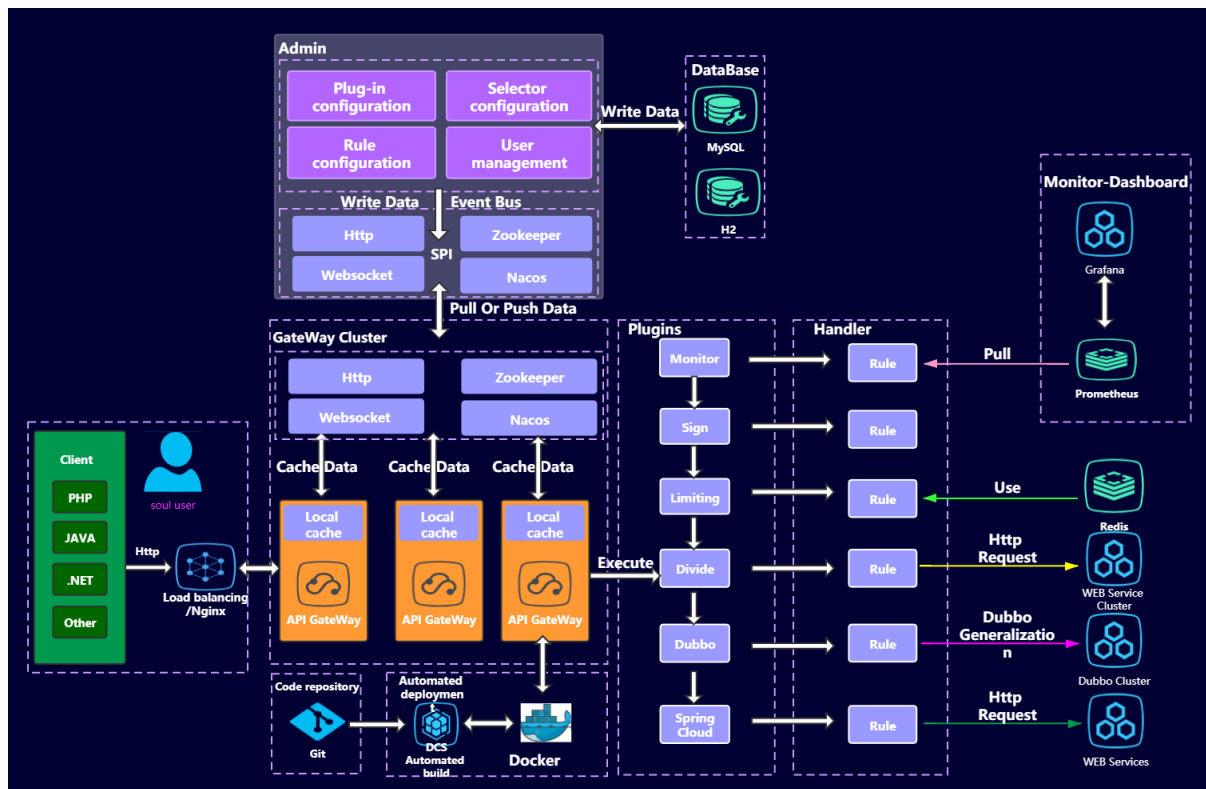 Admin
Plug-in
configuration
Selector
configuration
Rule
configuration
User
management
Write Data
DataBase
MySQL
H2
Write Data
Event Bus
Http
Zookeeper
SPI
Websocket
Nacos
Pull Or Push Data
GateWay Cluster
Http
Zookeeper
Websocket
Nacos
Cache Data
Cache Data
Cache Data
Local
cache
Local
cache
Local
cache
API GateWay
API GateWay
API GateWay
Client
PHP
JAVA
.NET
Other
soul user
Http
Load balancing
/Nginx
Execute
Code repository
Git
Automated
deploymen
t
DCS
Automated
build
Docker
Plugins
Monitor
Sign
Limiting
Divide
Dubbo
Spring
Cloud
Handler
Rule
Rule
Rule
Rule
Rule
Rule
Pull
Use
Http
Request
Dubbo
Generalizatio
n
Http
Request
Monitor-Dashboard
Grafana
Prometheus
Redis
WEB Service
Cluster
Dubbo Cluster
WEB Services